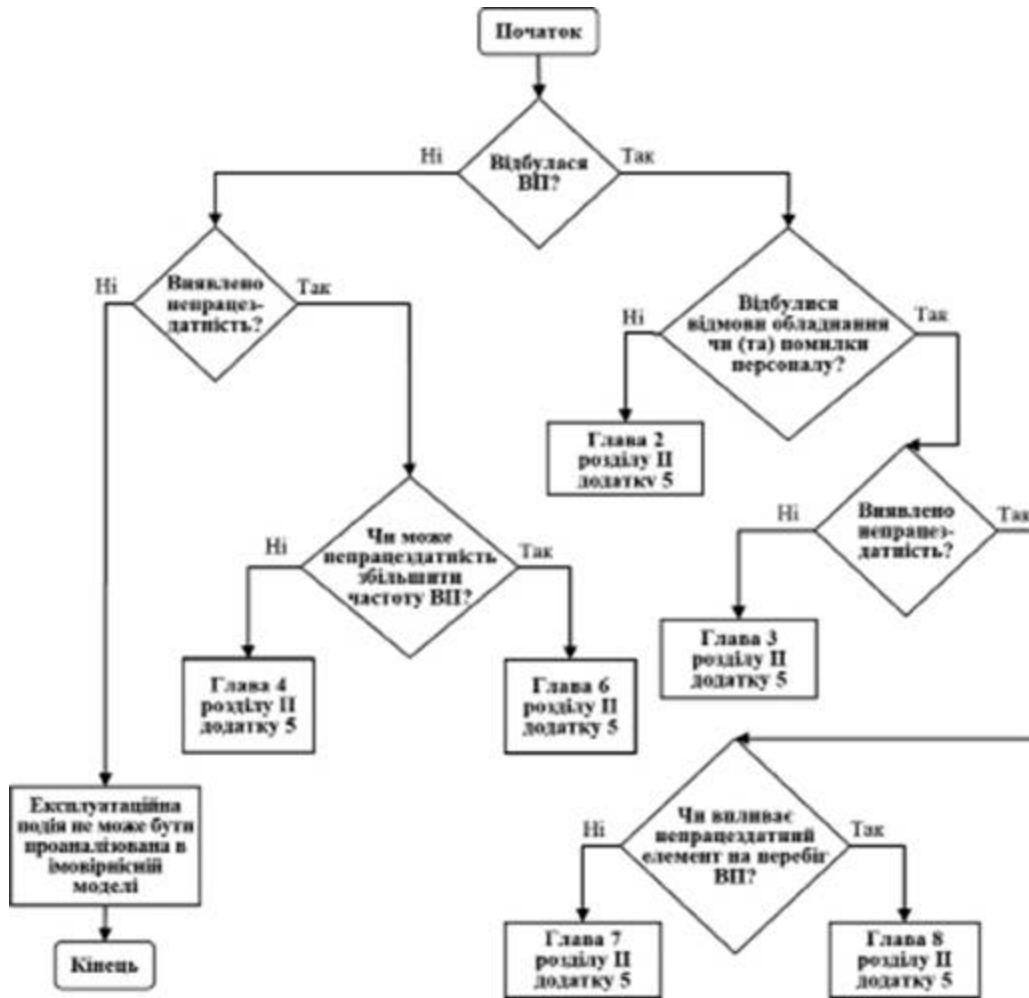 Початок
Ні
Відбулася
ВП?
Так
Ні
Виявлено
непрацез-
датність?
Так
Ні
Відбулися
відмови обладнання
чи (та) помилки
персоналу?
Так
Глава 2
розділу II
додатку 5
Ні
Виявлено
непрацез-
датність?
Так
Ні
Чи може
непрацездатність
збільшити
частоту ВП?
Так
Глава 3
розділу II
додатку 5
Глава 4
розділу II
додатку 5
Глава 6
розділу II
додатку 5
Експлуатаційна
подія не може бути
проаналізована в
імовірнісній
моделі
Ні
Чи впливає
непрацездатний
елемент на перебіг
ВП?
Так
Кінець
Глава 7
розділу II
додатку 5
Глава 8
розділу II
додатку 5